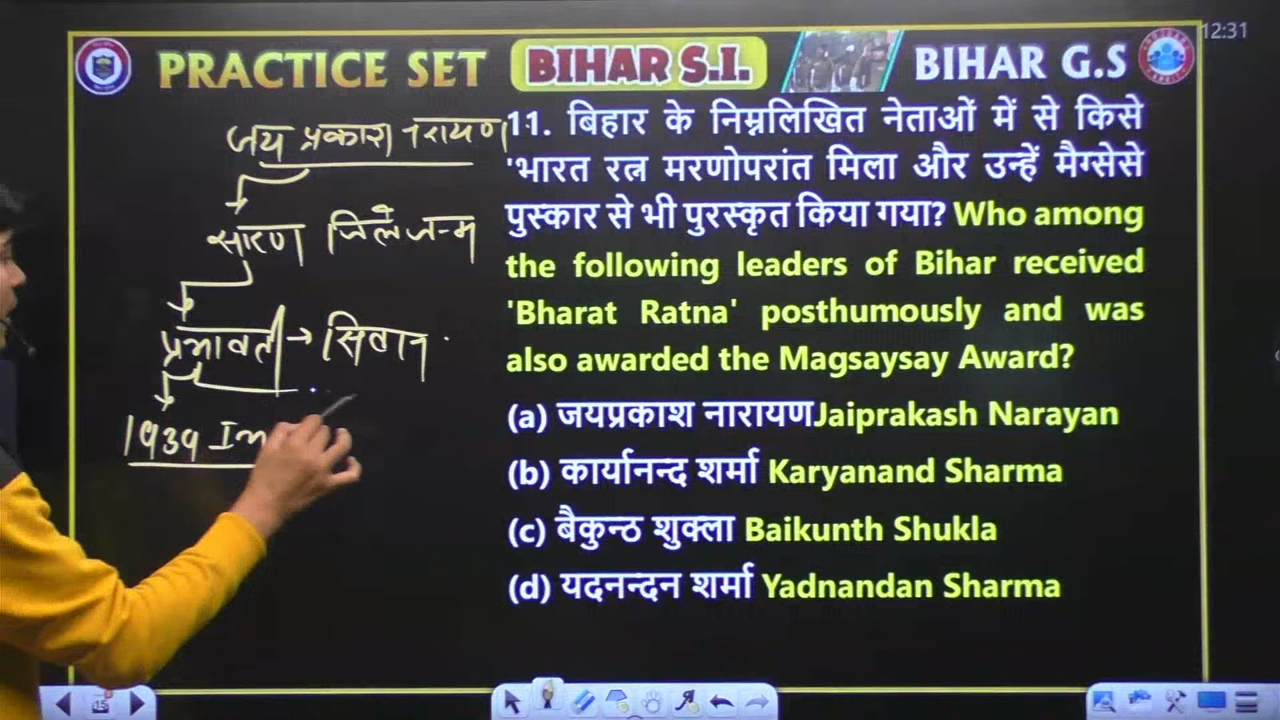 12:31
PRACTICE SET BIHAR S.I. BIHAR G.S
जय प्रकाश नारायण
सारण जिले जन्म
प्रभावती → सिवान
1939
11. बिहार के निम्नलिखित नेताओं में से किसे
'भारत रत्न मरणोपरांत मिला और उन्हें मैग्सेसे
पुस्कार से भी पुरस्कृत किया गया? Who among
the following leaders of Bihar received
'Bharat Ratna' posthumously and was
also awarded the Magsaysay Award?
(a) जयप्रकाश नारायणJaiprakash Narayan
(b) कार्यानन्द शर्मा Karyanand Sharma
(c) बैकुन्ठ शुक्ला Baikunth Shukla
(d) यदनन्दन शर्मा Yadnandan Sharma
15